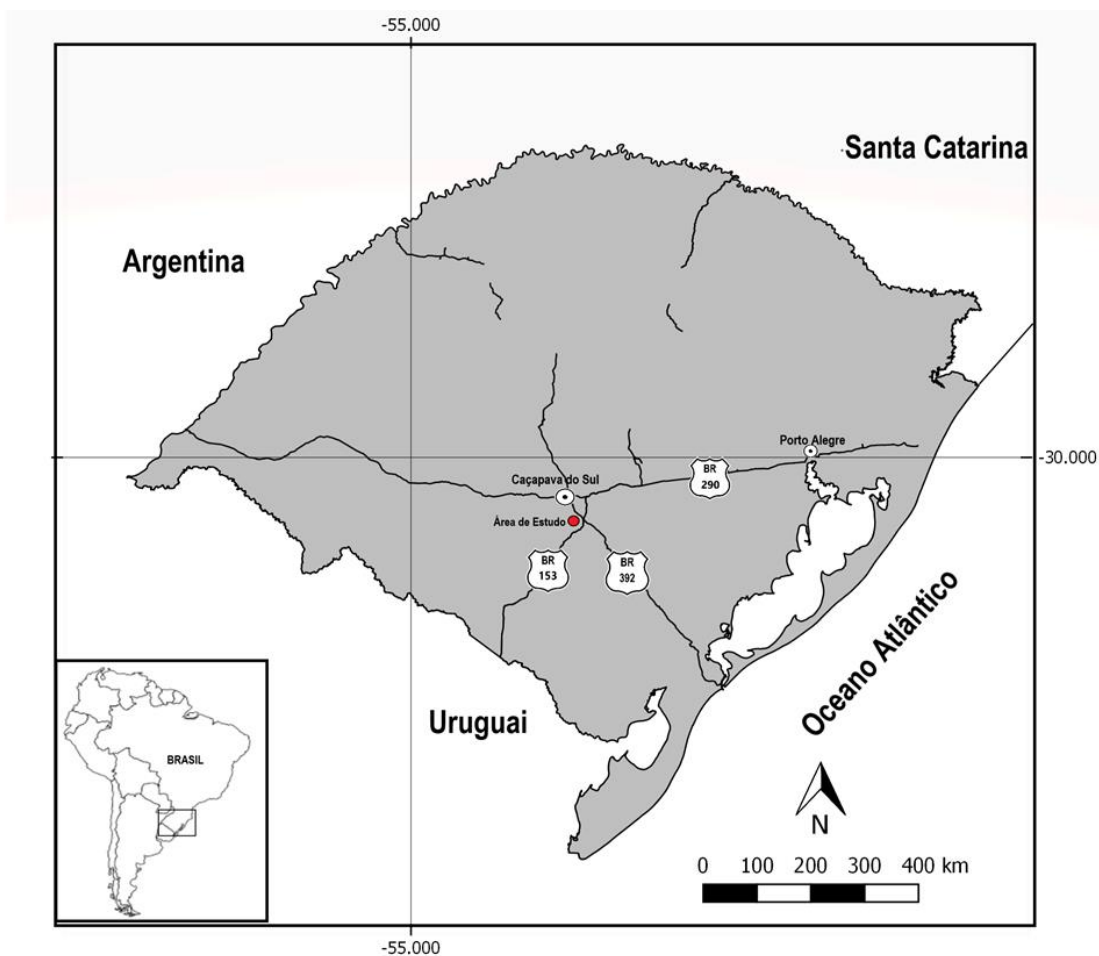 -55.000
Santa Catarina
Argentina
Porto Alegre
-30.000
BR
290
Caçapava do Sul
Área de Estudo
BR
153
BR
392
Oceano Atlântico
Uruguai
BRASIL
N
0 100 200 300 400 km
-55.000